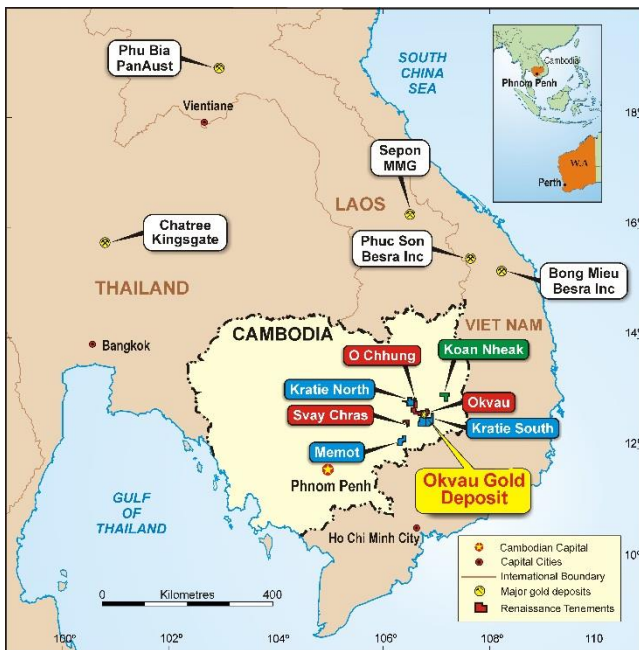 Phu Bia
PanAust
SOUTH
CHINA
SEA
Cambodia
Phnom Penh
W.A
Perth
18°
Vientiane
Sepon
MMG
LAOS
16°
Chatree
Kingsgate
Phuc Son
Besra Inc
Bong Mieu
Besra Inc
THAILAND
VIET NAM
14°
CAMBODIA
Bangkok
O Chhung
Koan Nheak
Kratie North
Okvau
Svay Chras
Kratie South
12°
Memot
Okvau Gold
Deposit
Phnom Penh
GULF
OF
THAILAND
Ho Chi Minh City
10°
0 Kilometres 400
Cambodian Capital
Capital Cities
International Boundary
Major gold deposits
Renaissance Tenements
100° 102° 104° 106° 108° 110°